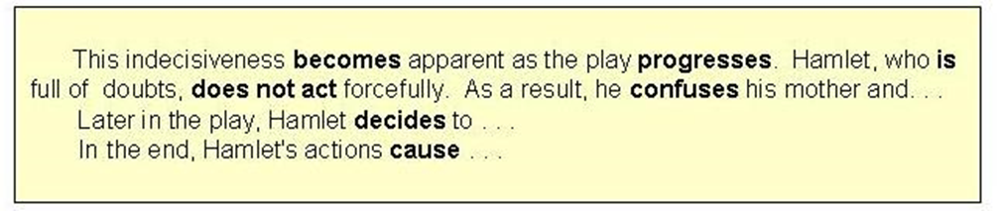 This indecisiveness becomes apparent as the play progresses. Hamlet, who is
full of doubts, does not act forcefully. As a result, he confuses his mother and. . .
Later in the play, Hamlet decides to . . .
In the end, Hamlet's actions cause . . .